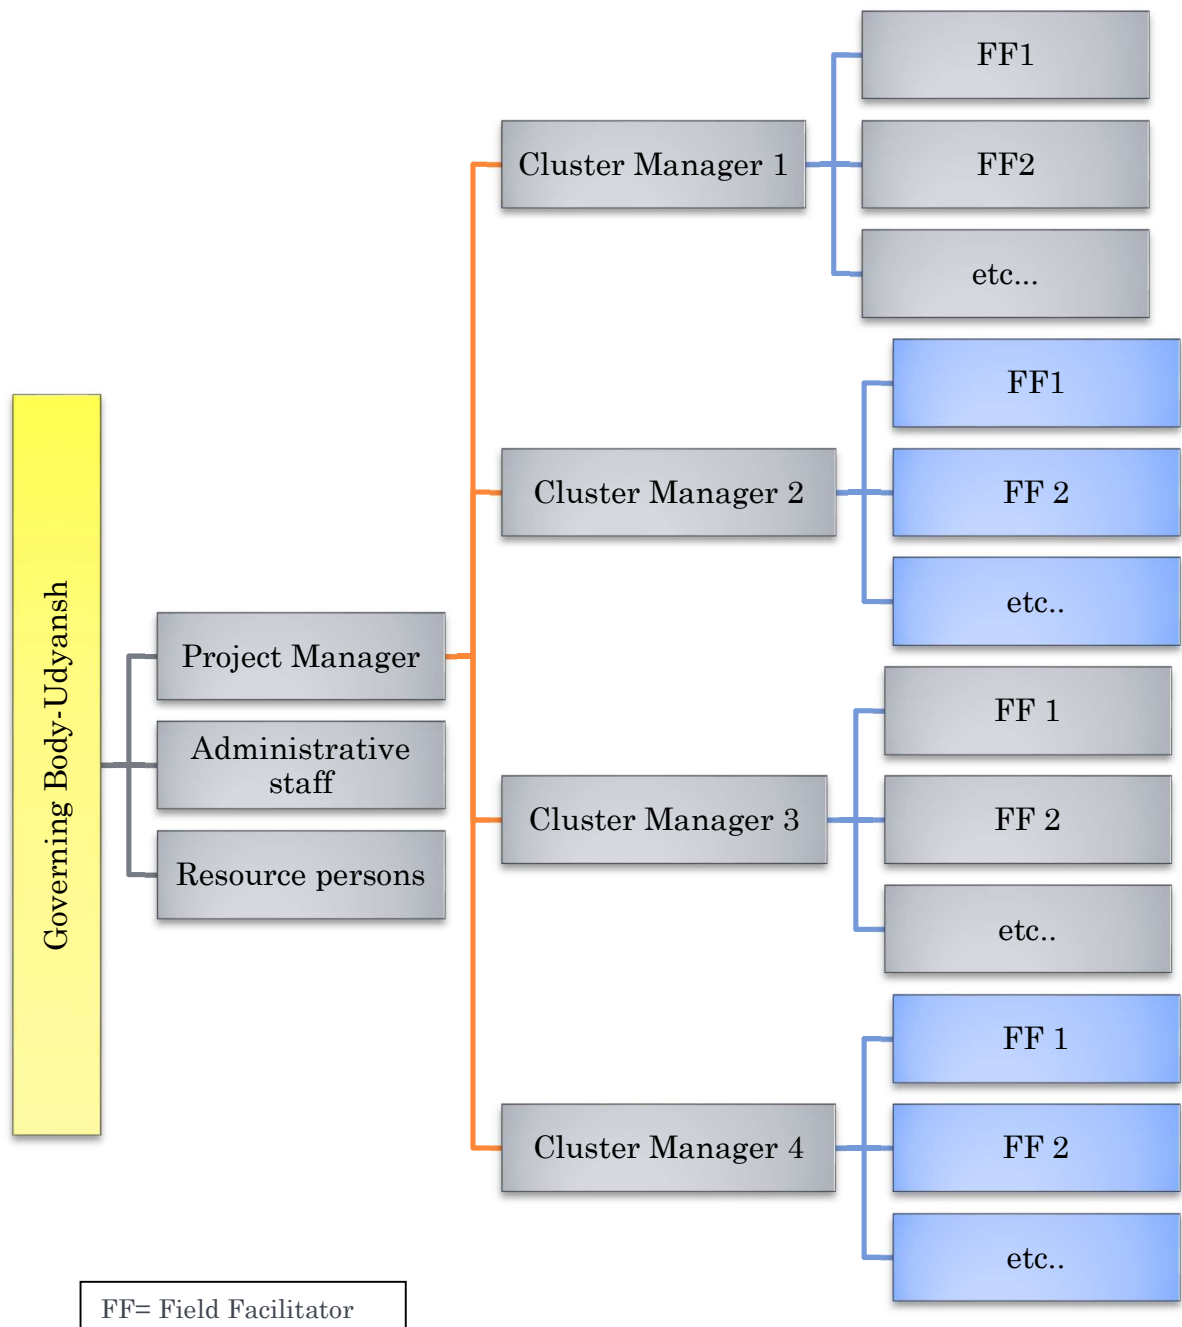 Governing Body-Udyansh
Project Manager
Administrative
staff
Resource persons
Cluster Manager 1
FF1
FF2
etc...
Cluster Manager 2
FF1
FF 2
etc..
Cluster Manager 3
FF 1
FF 2
etc..
Cluster Manager 4
FF 1
FF 2
etc..
FF= Field Facilitator